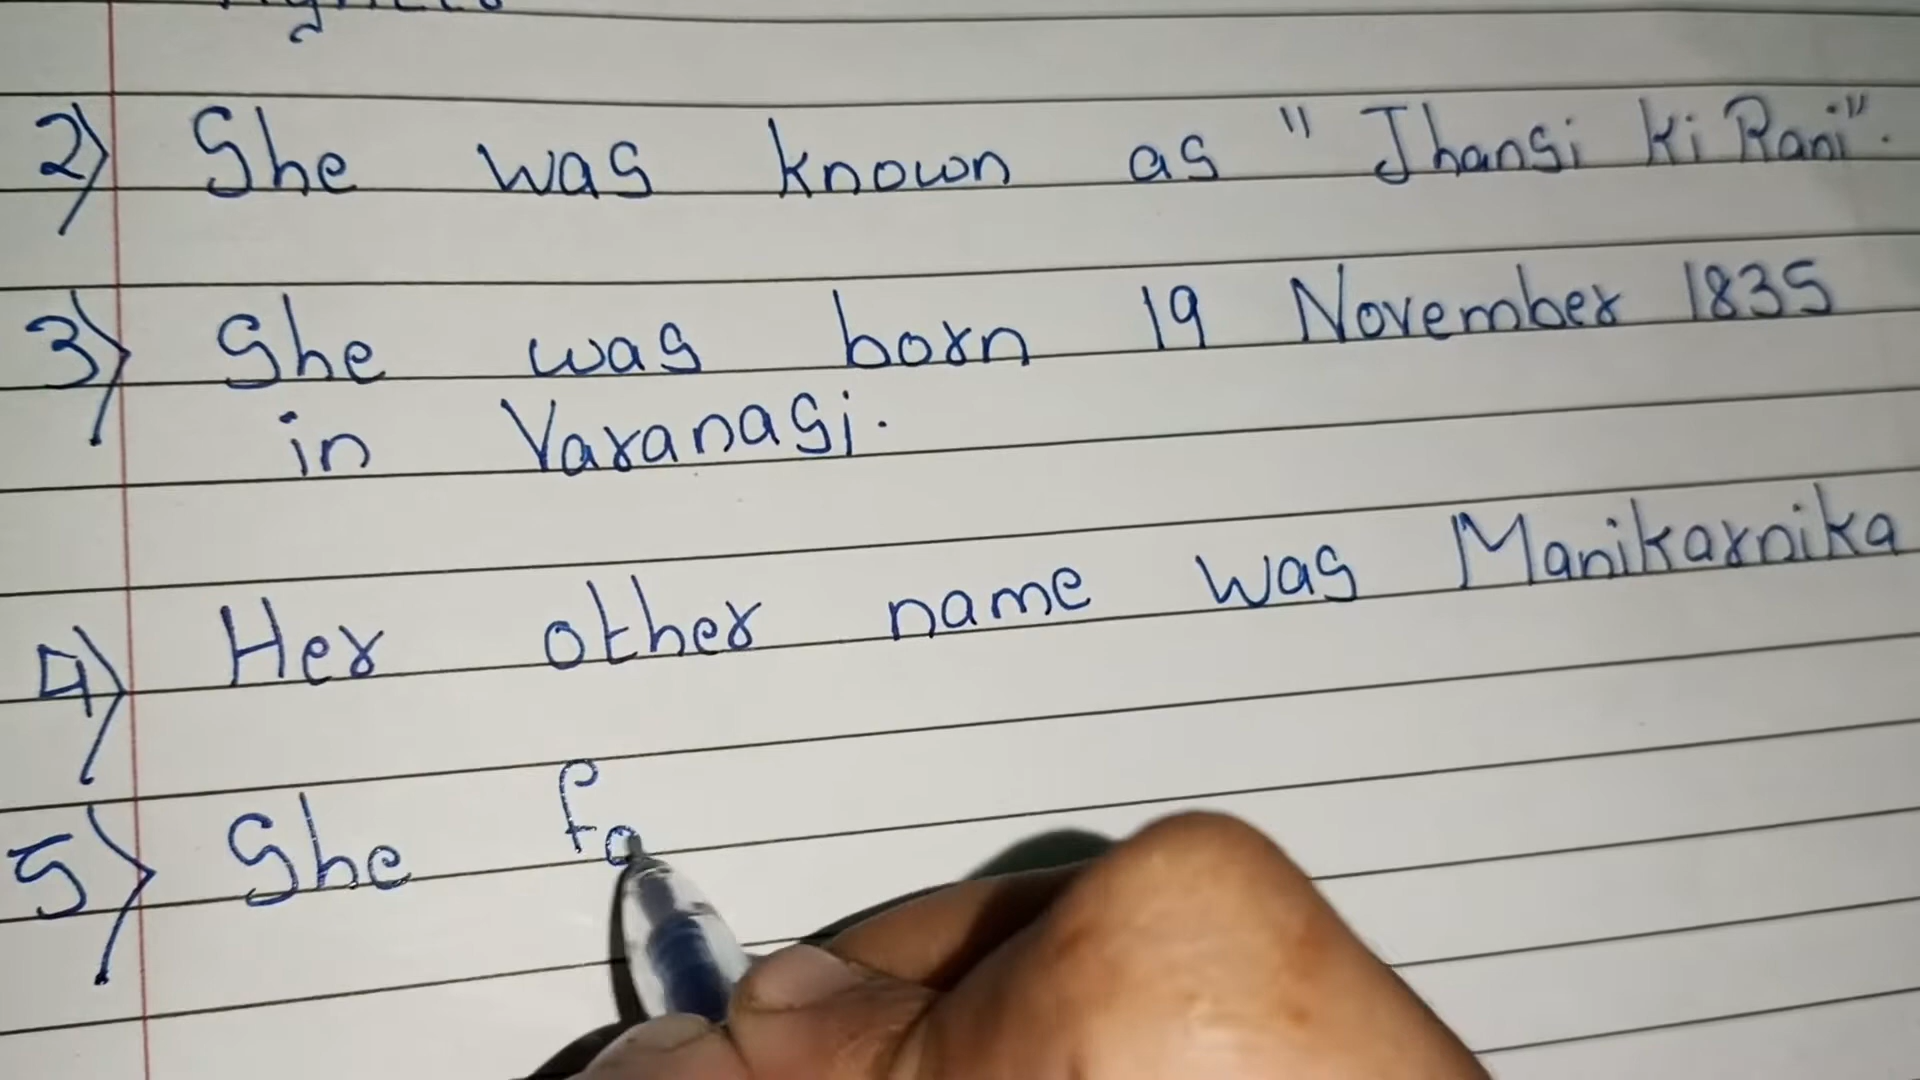 2) She was known as "Jhansi Ki Rani".
3) She was born 19 November 1835
in Varanasi.
4) Her other name was Manikarnika
5) She fo